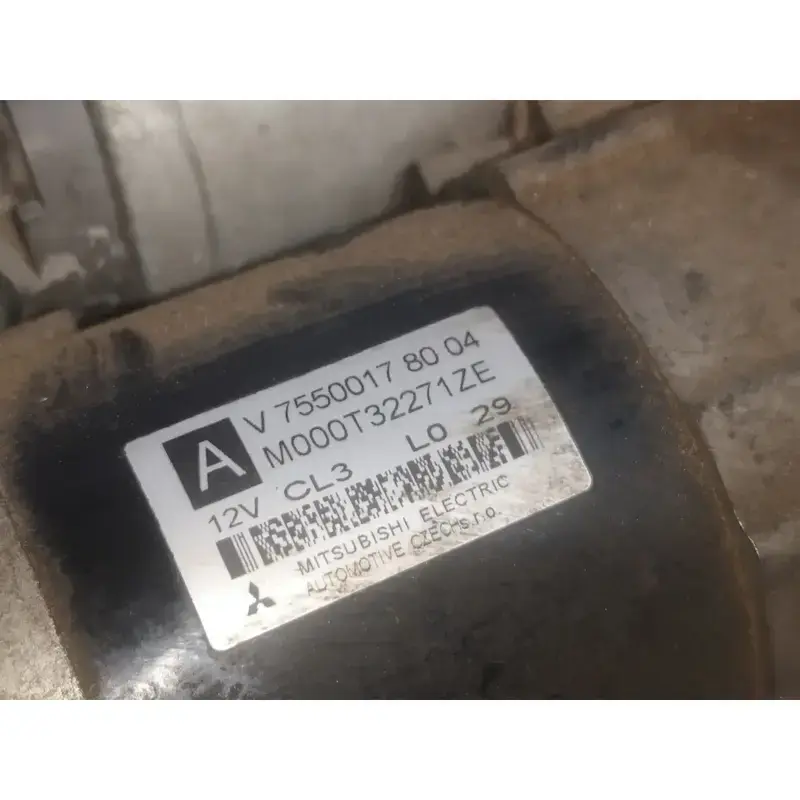 A V 7550017 80 04
M000T32271ZE
12V CL3 L0 29
MITSUBISHI ELECTRIC
AUTOMOTIVE CZECH s.r.o.